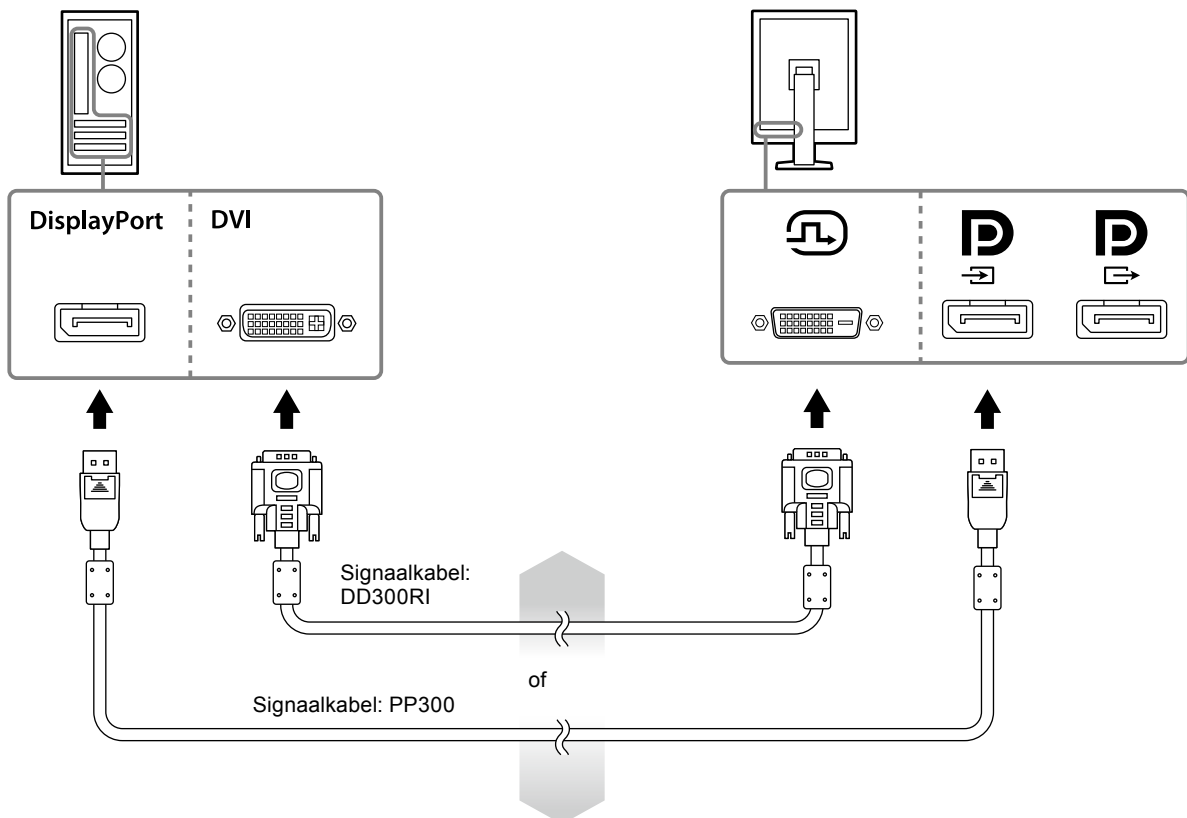 DisplayPort
DVI
Signaalkabel:
DD300RI
of
Signaalkabel: PP300